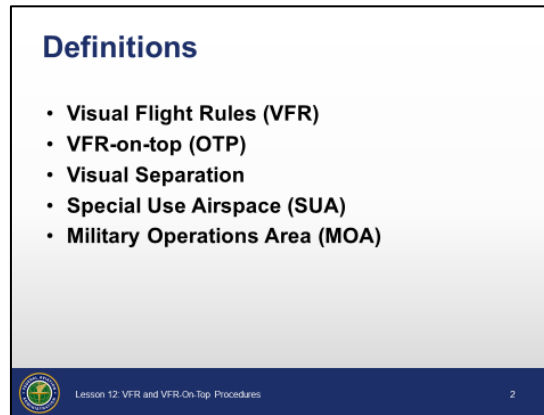 Definitions
• Visual Flight Rules (VFR)
• VFR-on-top (OTP)
• Visual Separation
• Special Use Airspace (SUA)
• Military Operations Area (MOA)
Lesson 12: VFR and VFR-On-Top Procedures
2